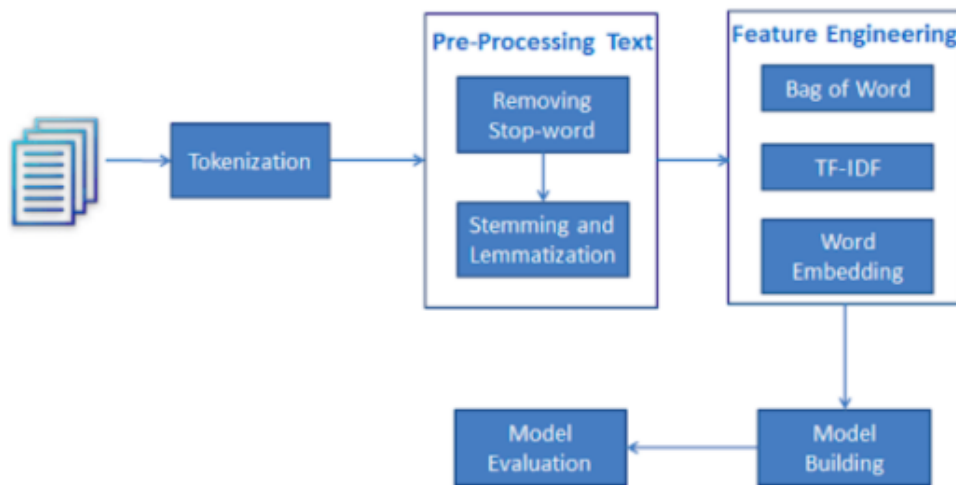 Pre-Processing Text
Feature Engineering
Removing
Stop-word
Bag of Word
Tokenization
TF-IDF
Stemming and
Lemmatization
Word
Embedding
Model
Evaluation
Model
Building